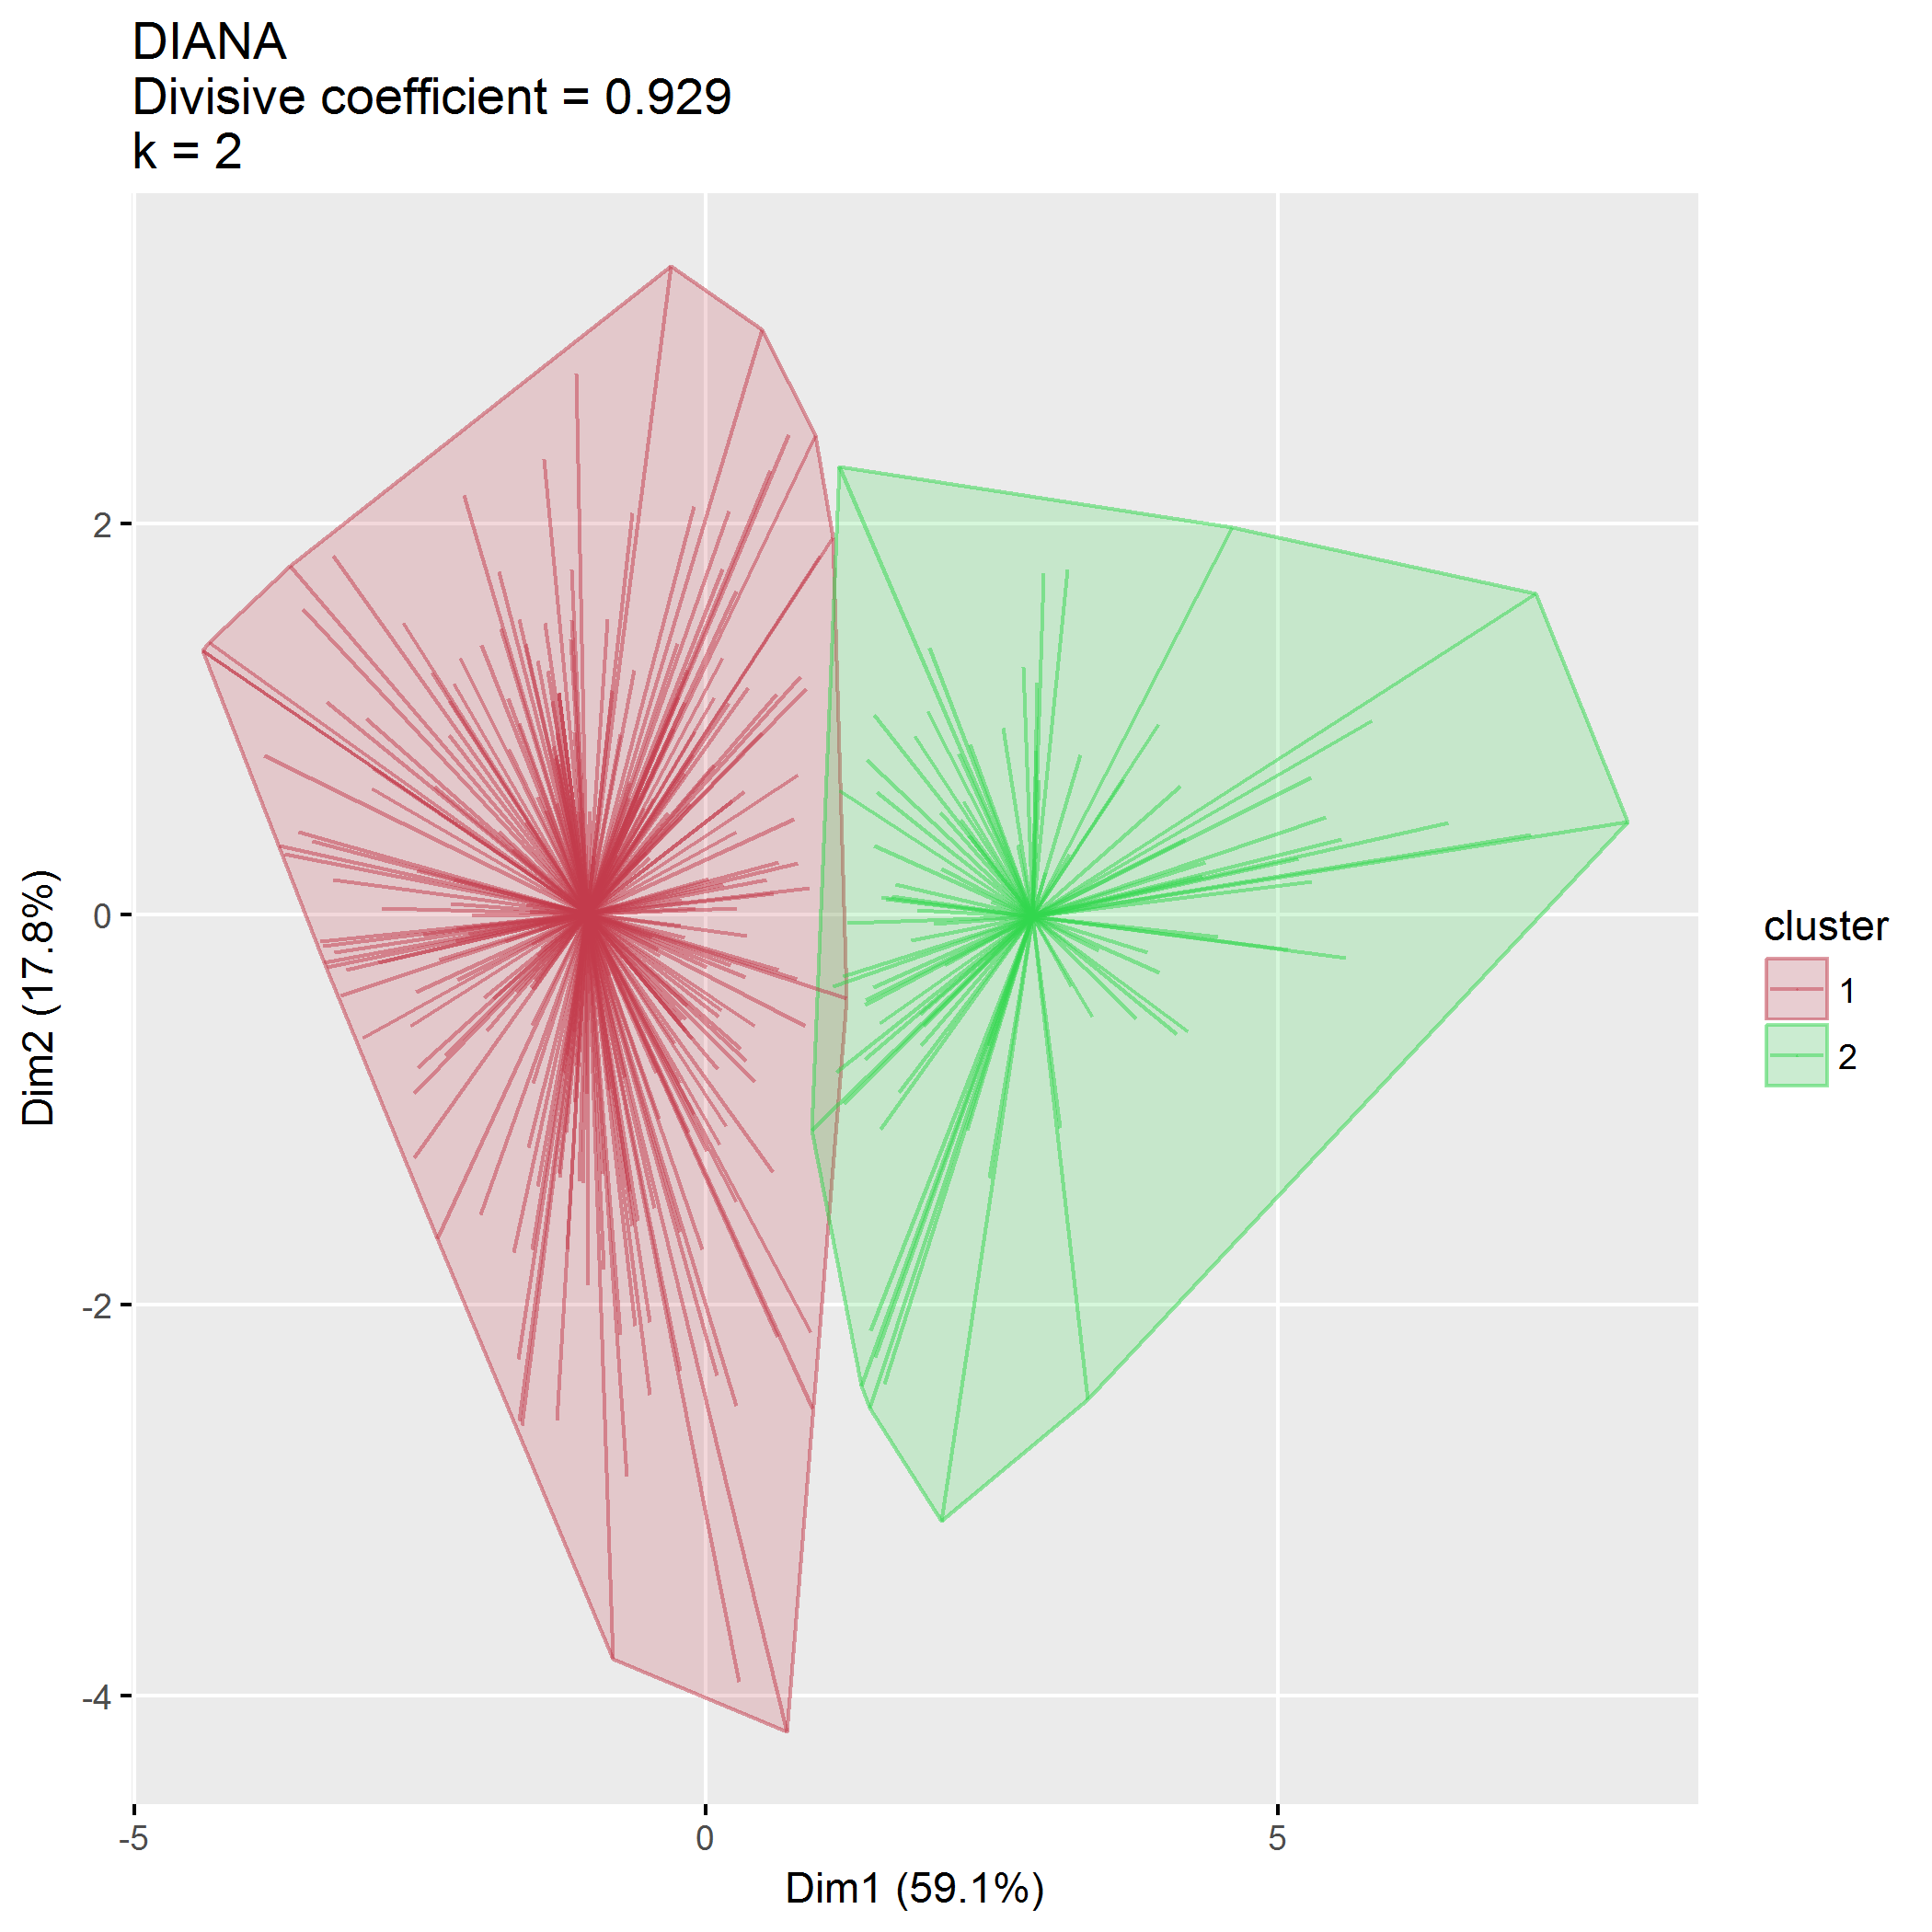 DIANA
Divisive coefficient = 0.929
k = 2
2
0
-2
-4
Dim2 (17.8%)
-5
0
5
Dim1 (59.1%)
cluster
1
2